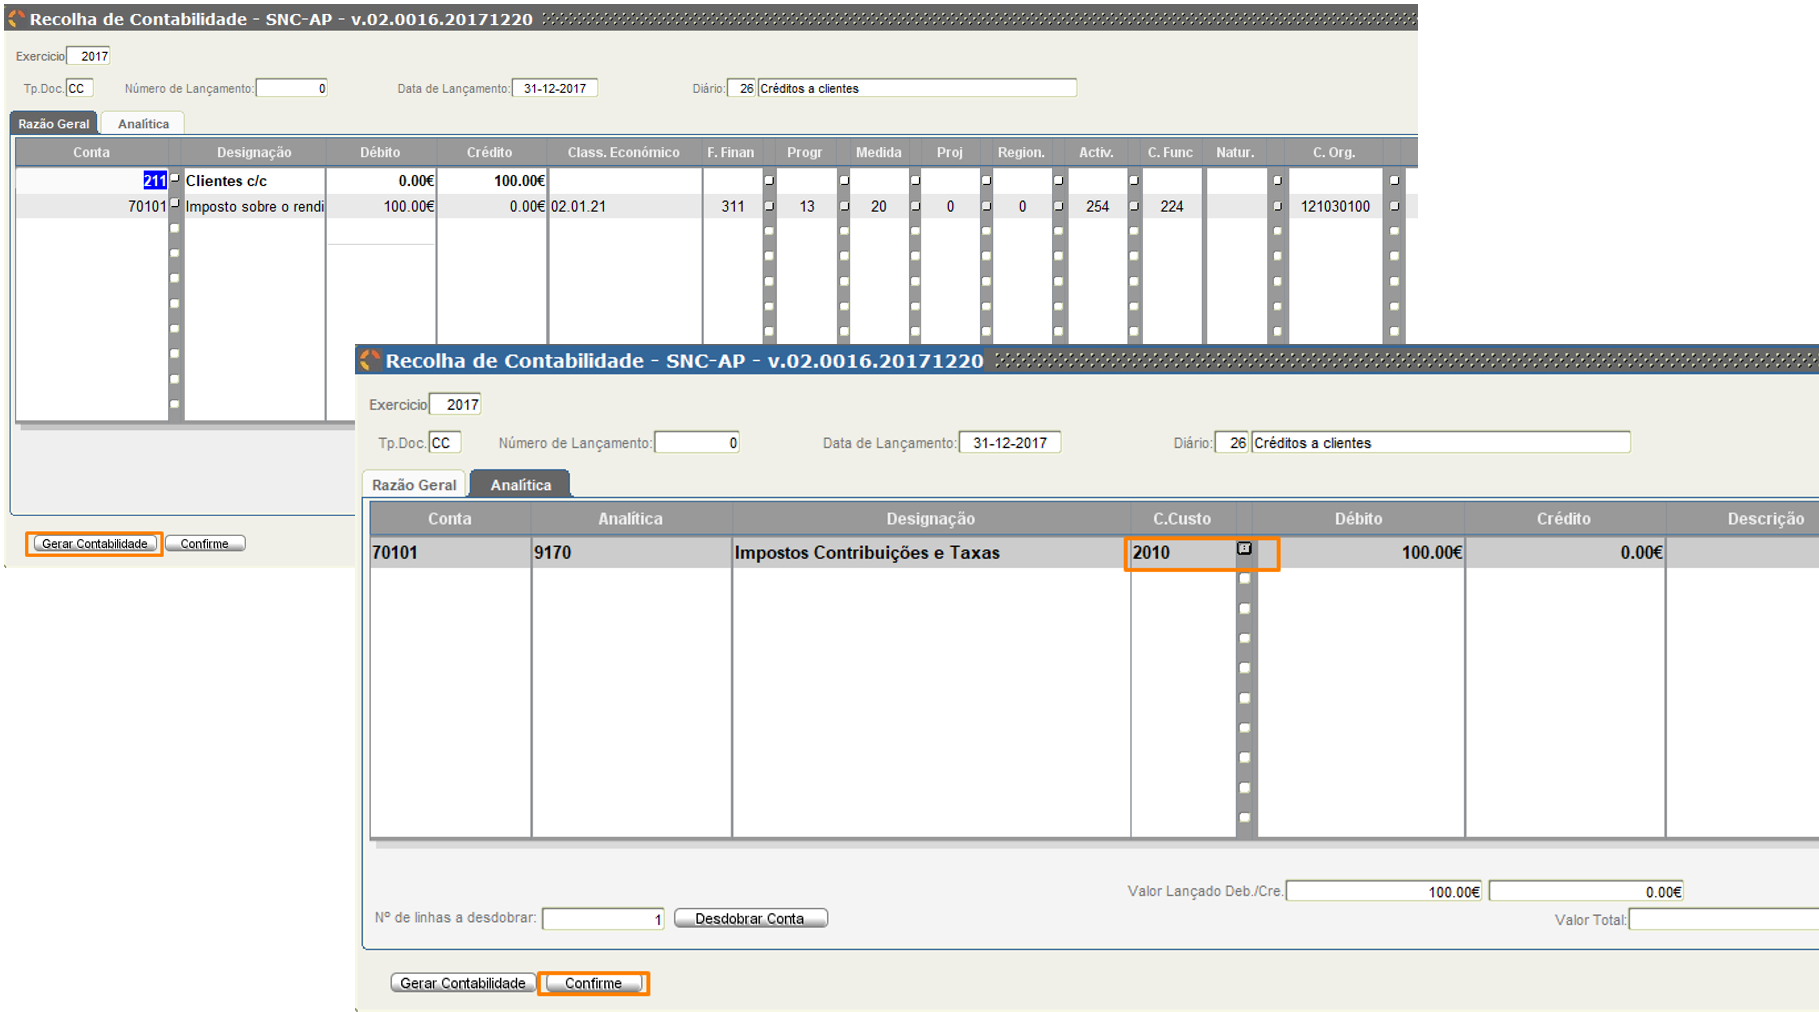 Recolha de Contabilidade - SNC-AP - v.02.0016.20171220
Exercicio 2017
Tp.Doc. CC Número de Lançamento: 0 Data de Lançamento: 31-12-2017 Diário: 26 Créditos a clientes
Razão Geral Analítica
Conta Designação Débito Crédito Class. Económico F. Finan Progr Medida Proj Region. Activ. C. Func Natur. C. Org.
211 Clientes c/c 0.00€ 100.00€
70101 Imposto sobre o rendi 100.00€ 0.00€ 02.01.21 311 13 20 0 0 254 224 121030100
Gerar Contabilidade Confirme
Recolha de Contabilidade - SNC-AP - v.02.0016.20171220
Exercicio 2017
Tp.Doc. CC Número de Lançamento: 0 Data de Lançamento: 31-12-2017 Diário: 26 Créditos a clientes
Razão Geral Analítica
Conta Analítica Designação C.Custo Débito Crédito Descrição
70101 9170 Impostos Contribuições e Taxas 2010 100.00€ 0.00€
Valor Lançado Deb./Cre. 100.00€ 0.00€
Nº de linhas a desdobrar: 1 Desdobrar Conta Valor Total:
Gerar Contabilidade Confirme